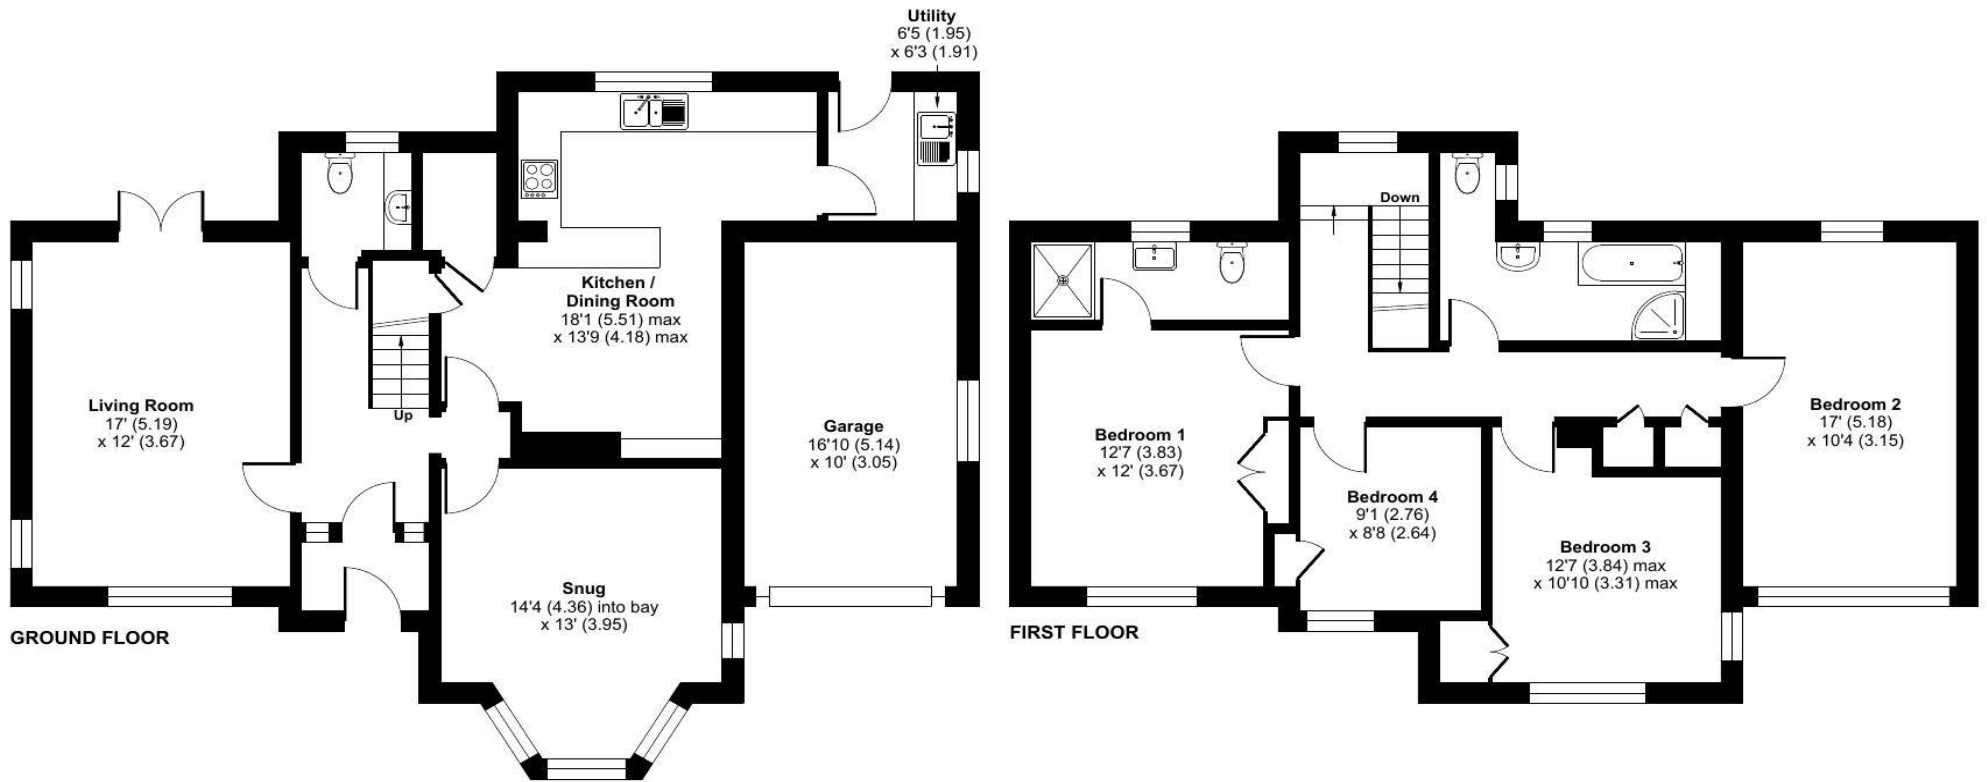 Utility
6'5 (1.95)
x 6'3 (1.91)
Kitchen /
Dining Room
18'1 (5.51) max
x 13'9 (4.18) max
Living Room
17' (5.19)
x 12' (3.67)
Up
Garage
16'10 (5.14)
x 10' (3.05)
Snug
14'4 (4.36) into bay
x 13' (3.95)
GROUND FLOOR
Down
Bedroom 1
12'7 (3.83)
x 12' (3.67)
Bedroom 2
17' (5.18)
x 10'4 (3.15)
Bedroom 4
9'1 (2.76)
x 8'8 (2.64)
Bedroom 3
12'7 (3.84) max
x 10'10 (3.31) max
FIRST FLOOR